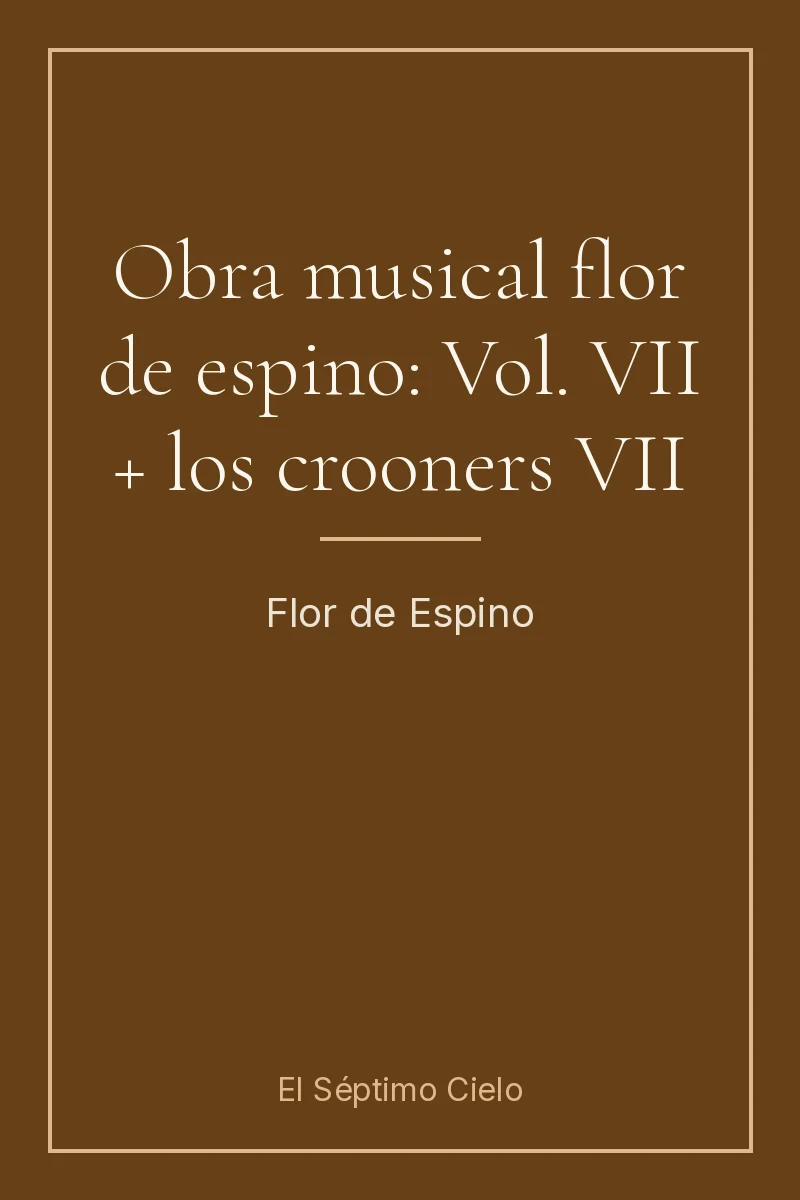 Obra musical flor
de espino: Vol. VII
+ los crooners VII
Flor de Espino
El Séptimo Cielo